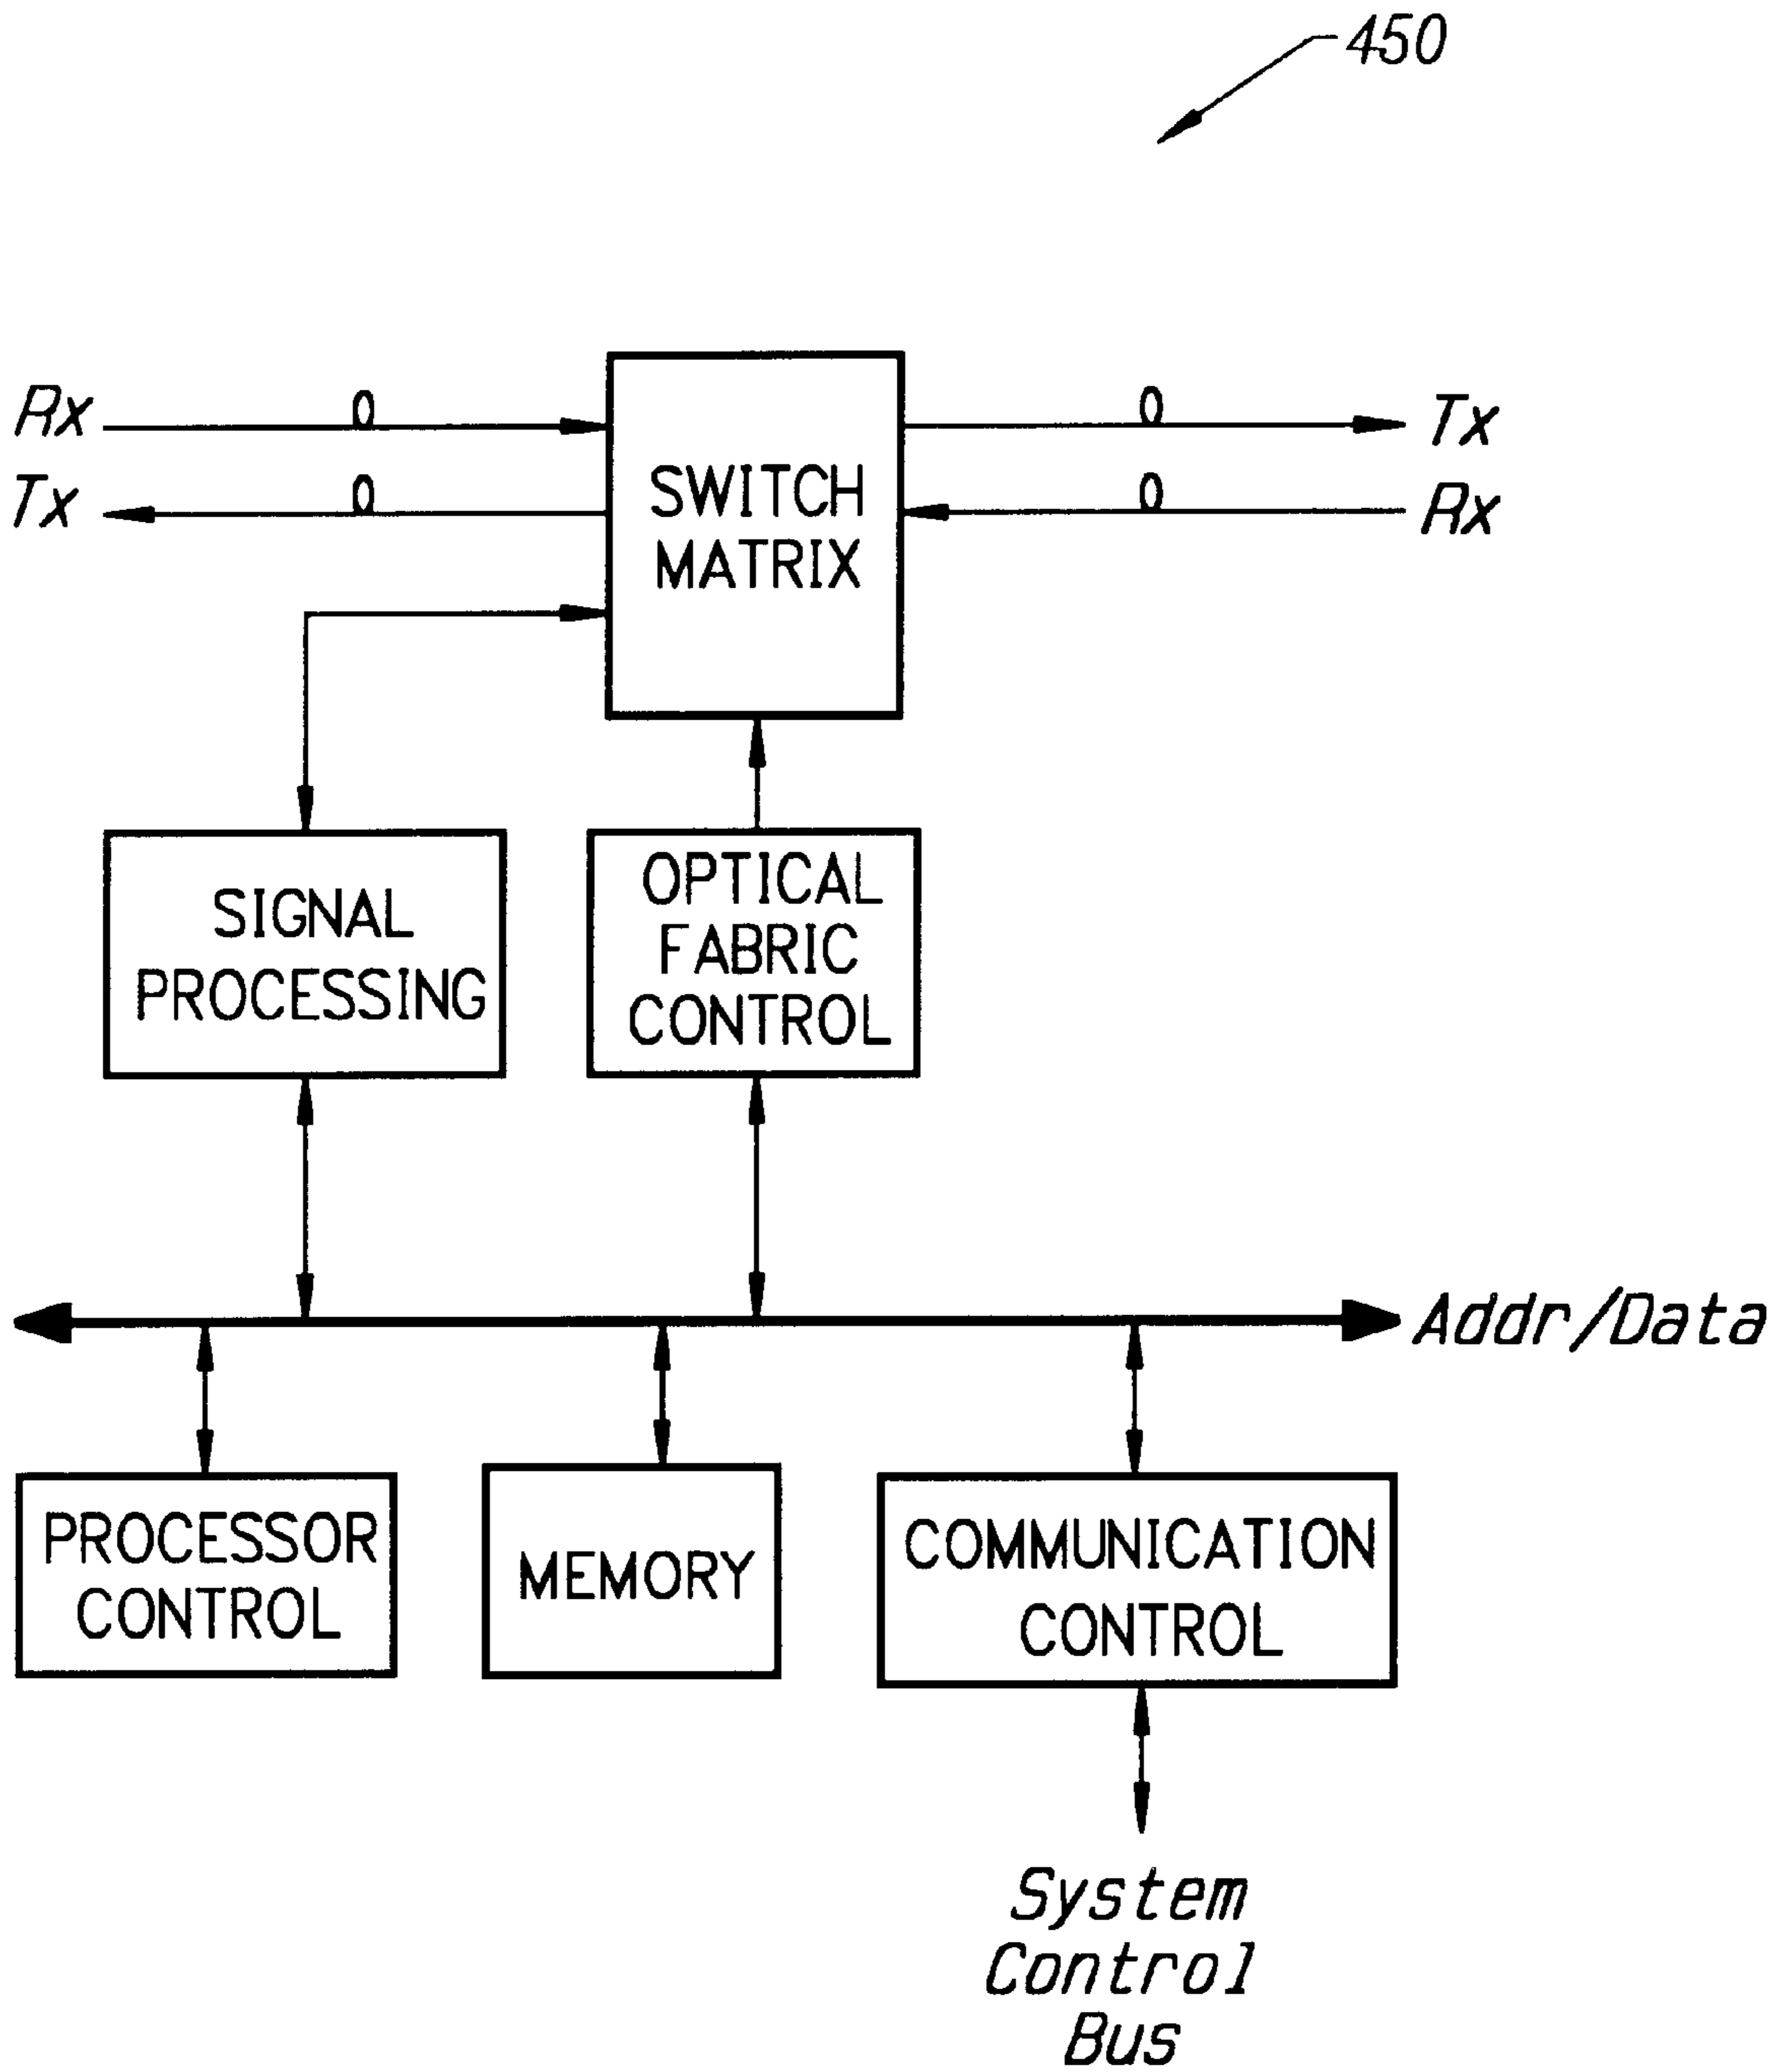 450
Rx
Tx
SWITCH
MATRIX
Tx
Rx
SIGNAL
PROCESSING
OPTICAL
FABRIC
CONTROL
Addr/Data
PROCESSOR
CONTROL
MEMORY
COMMUNICATION
CONTROL
System
Control
Bus